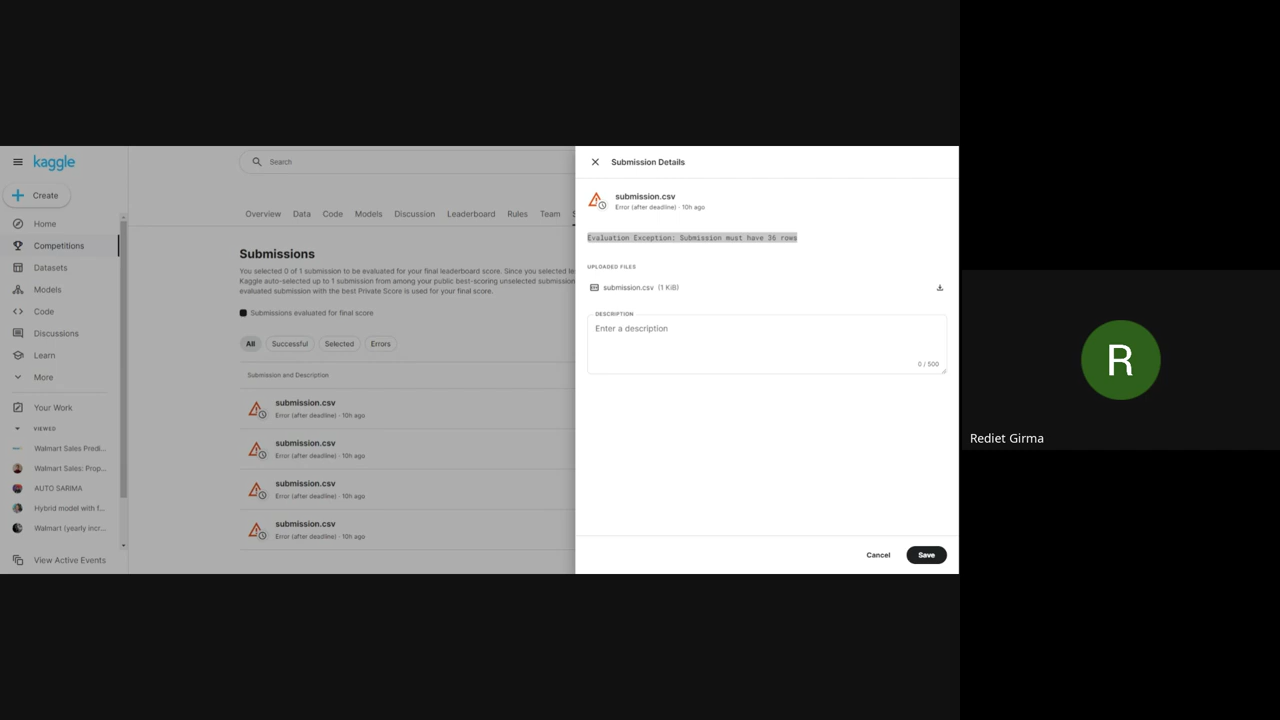 kaggle
Search
Create
Home
Competitions
Datasets
Models
Code
Discussions
Learn
More
Your Work
VIEWED
Walmart Sales Predi...
Walmart Sales: Prop...
AUTO SARIMA
Hybrid model with f...
Walmart (yearly incr...
View Active Events
Overview Data Code Models Discussion Leaderboard Rules Team S
Submissions
You selected 0 of 1 submission to be evaluated for your final leaderboard score. Since you selected le
Kaggle auto-selected up to 1 submission from among your public best-scoring unselected submission
evaluated submission with the best Private Score is used for your final score.
Submissions evaluated for final score
All Successful Selected Errors
Submission and Description
submission.csv
Error (after deadline) · 10h ago
submission.csv
Error (after deadline) · 10h ago
submission.csv
Error (after deadline) · 10h ago
submission.csv
Error (after deadline) · 10h ago
Submission Details
submission.csv
Error (after deadline) · 10h ago
Evaluation Exception: Submission must have 36 rows
UPLOADED FILES
submission.csv (1 KiB)
DESCRIPTION
Enter a description
0 / 500
Cancel Save
R
Rediet Girma